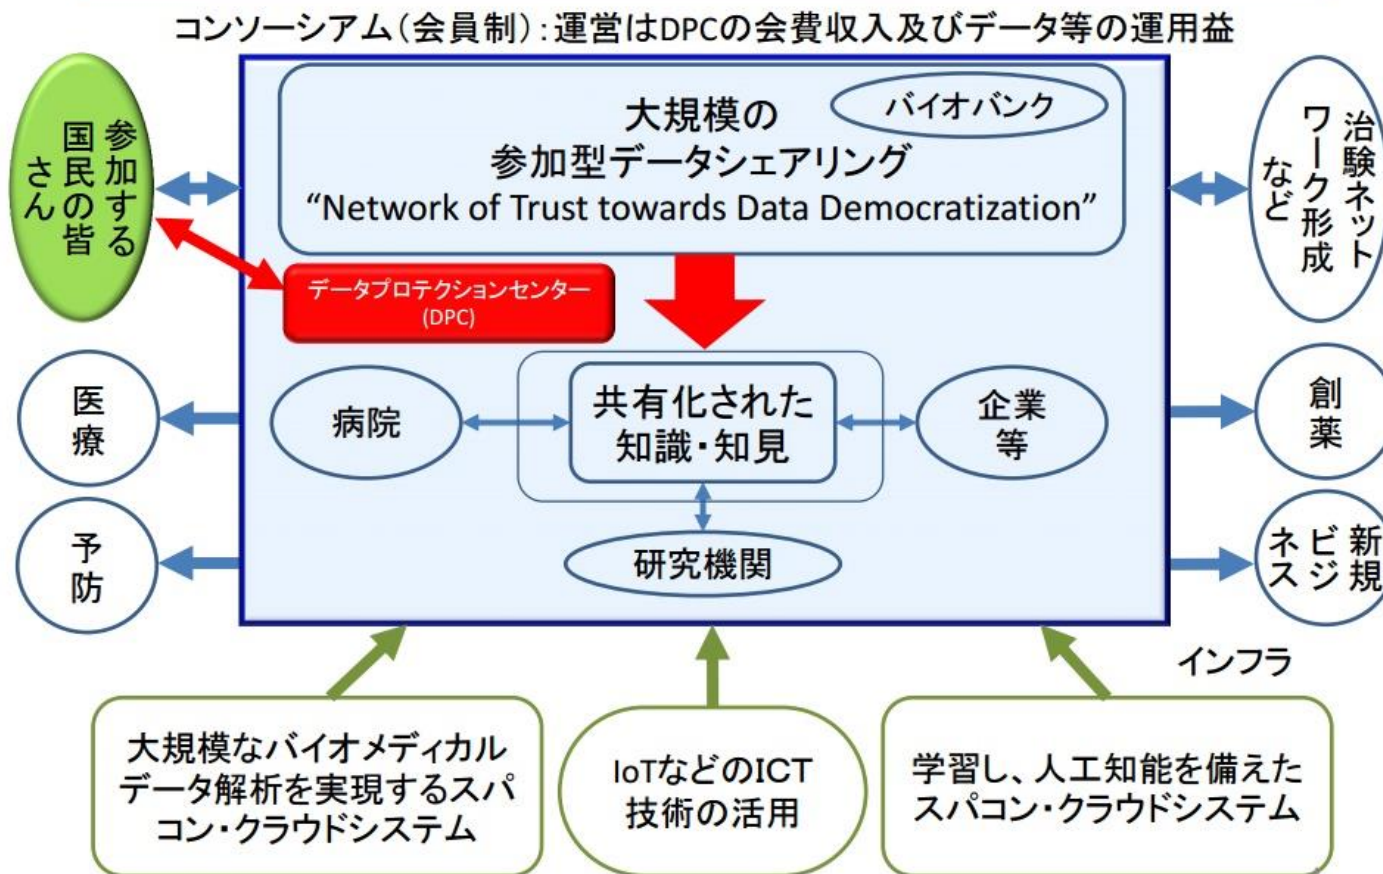 コンソーシアム（会員制）：運営はDPCの会費収入及びデータ等の運用益
参加する
国民の皆
さん
バイオバンク
大規模の
参加型データシェアリング
“Network of Trust towards Data Democratization”
治験ネット
ワーク形成
など
データプロテクションセンター
(DPC)
医療
病院
共有化された
知識・知見
企業
等
創薬
予防
研究機関
新規
ビジ
ネス
インフラ
大規模なバイオメディカル
データ解析を実現するスパ
コン・クラウドシステム
IoTなどのICT
技術の活用
学習し、人工知能を備えた
スパコン・クラウドシステム